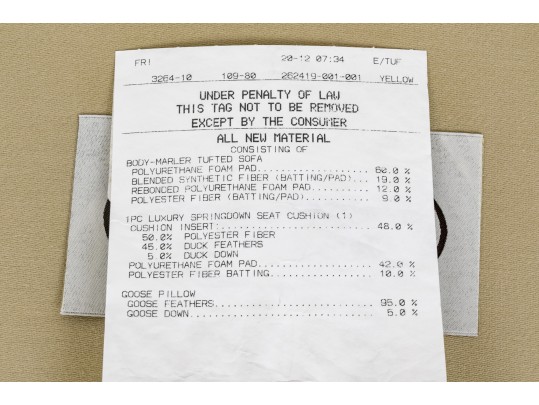 FRI 20-12 07:34 E/TUF
3264-10 109-80 262419-001-001 YELLOW
UNDER PENALTY OF LAW
THIS TAG NOT TO BE REMOVED
EXCEPT BY THE CONSUMER
ALL NEW MATERIAL
CONSISTING OF
BODY-MARLER TUFTED SOFA
POLYURETHANE FOAM PAD............ 60.0 %
BLENDED SYNTHETIC FIBER (BATTING/PAD)... 19.0 %
REBONDED POLYURETHANE FOAM PAD......... 12.0 %
POLYESTER FIBER (BATTING/PAD).......... 9.0 %
1PC LUXURY SPRINGDOWN SEAT CUSHION (1)
CUSHION INSERT:........................ 48.0 %
50.0% POLYESTER FIBER
45.0% DUCK FEATHERS
5.0% DUCK DOWN
POLYURETHANE FOAM PAD.................. 42.0 %
POLYESTER FIBER BATTING................ 10.0 %
GOOSE PILLOW
GOOSE FEATHERS......................... 95.0 %
GOOSE DOWN............................. 5.0 %